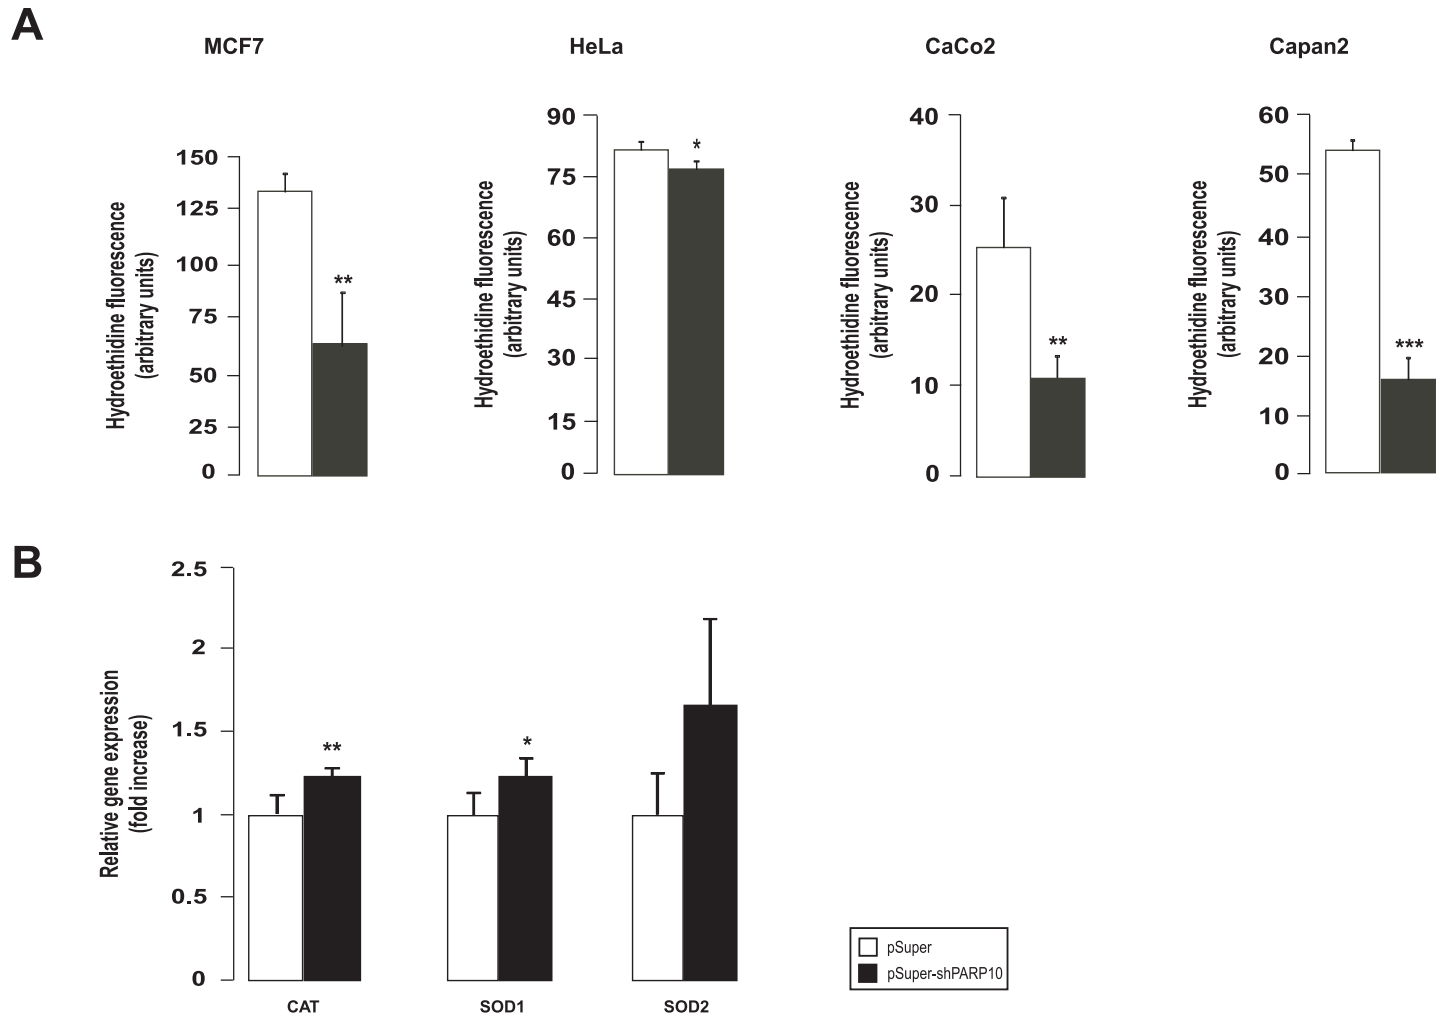 A
MCF7
HeLa
CaCo2
Capan2
Hydroethidine fluorescence
(arbitrary units)
150
125
100
75
50
25
0
**
Hydroethidine fluorescence
(arbitrary units)
90
75
60
45
30
15
0
*
Hydroethidine fluorescence
(arbitrary units)
40
30
20
10
0
**
Hydroethidine fluorescence
(arbitrary units)
60
50
40
30
20
10
0
***
B
Relative gene expression
(fold increase)
2.5
2
1.5
1
0.5
0
**
*
CAT
SOD1
SOD2
pSuper
pSuper-shPARP10